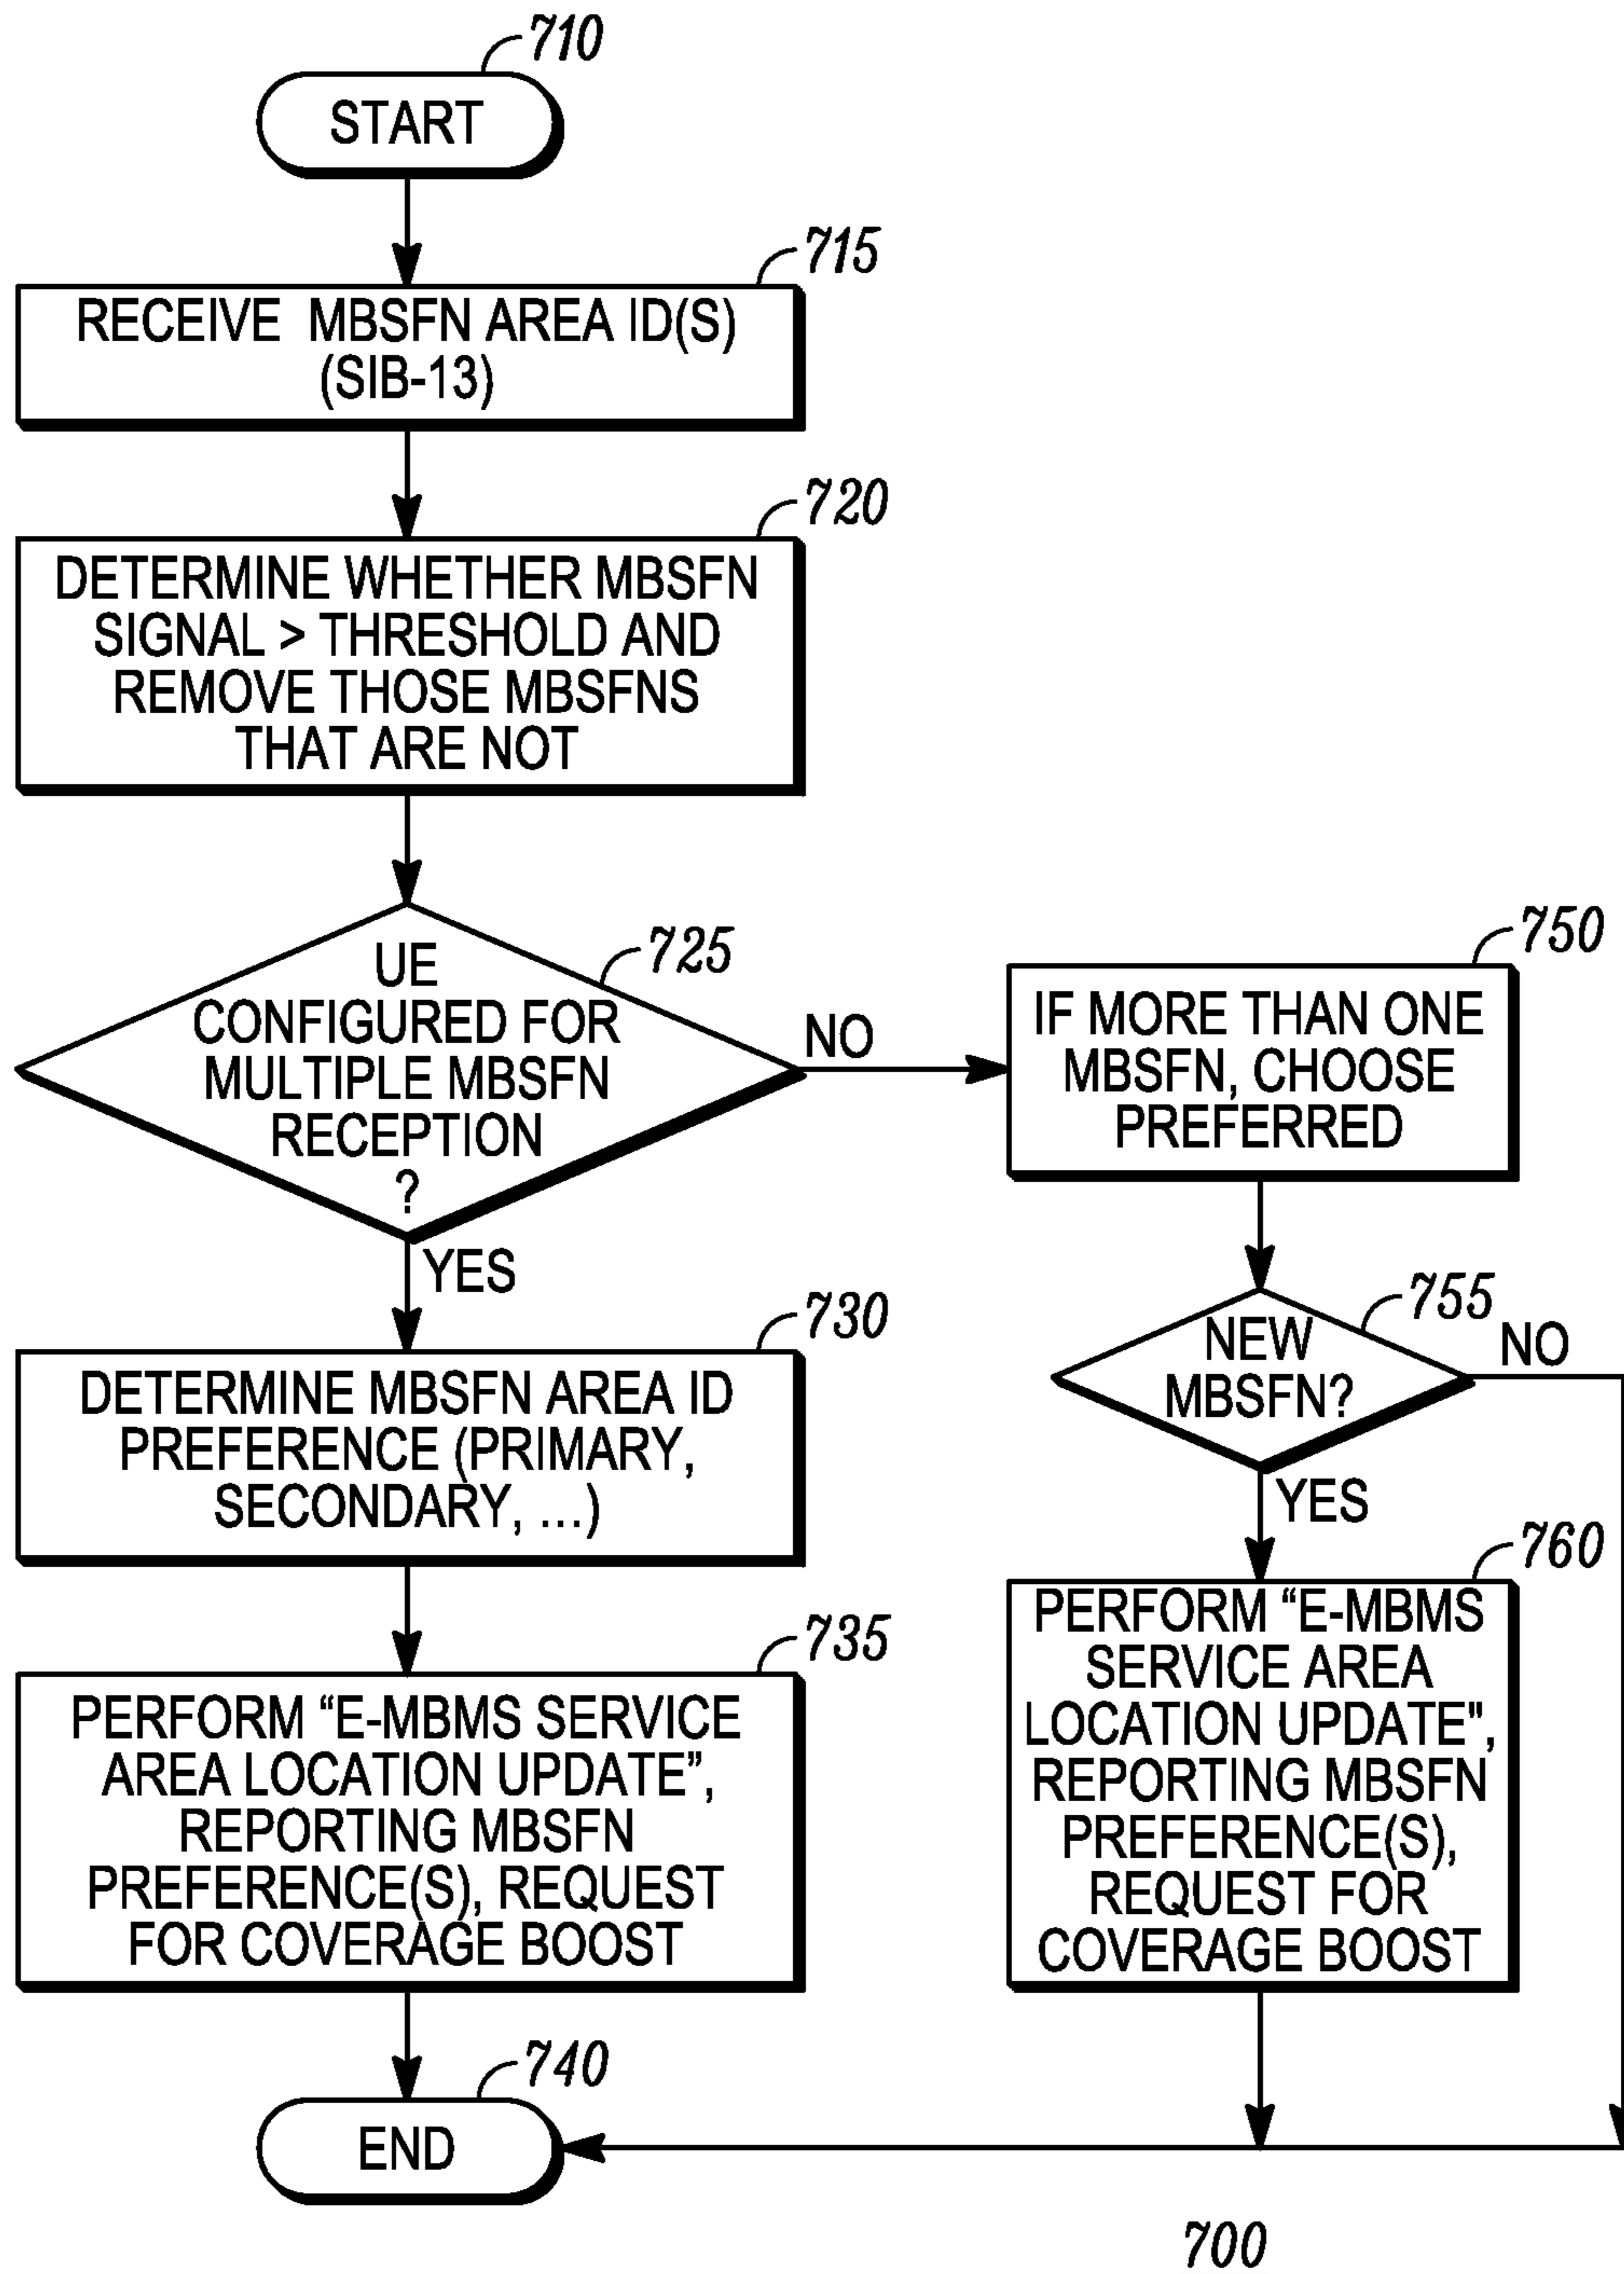 710
START
715
RECEIVE MBSFN AREA ID(S)
(SIB-13)
720
DETERMINE WHETHER MBSFN
SIGNAL > THRESHOLD AND
REMOVE THOSE MBSFNS
THAT ARE NOT
725
UE
CONFIGURED FOR
MULTIPLE MBSFN
RECEPTION
?
NO
YES
730
DETERMINE MBSFN AREA ID
PREFERENCE (PRIMARY,
SECONDARY, ...)
735
PERFORM “E-MBMS SERVICE
AREA LOCATION UPDATE”,
REPORTING MBSFN
PREFERENCE(S), REQUEST
FOR COVERAGE BOOST
740
END
750
IF MORE THAN ONE
MBSFN, CHOOSE
PREFERRED
755
NEW
MBSFN?
NO
YES
760
PERFORM “E-MBMS
SERVICE AREA
LOCATION UPDATE",
REPORTING MBSFN
PREFERENCE(S),
REQUEST FOR
COVERAGE BOOST
700